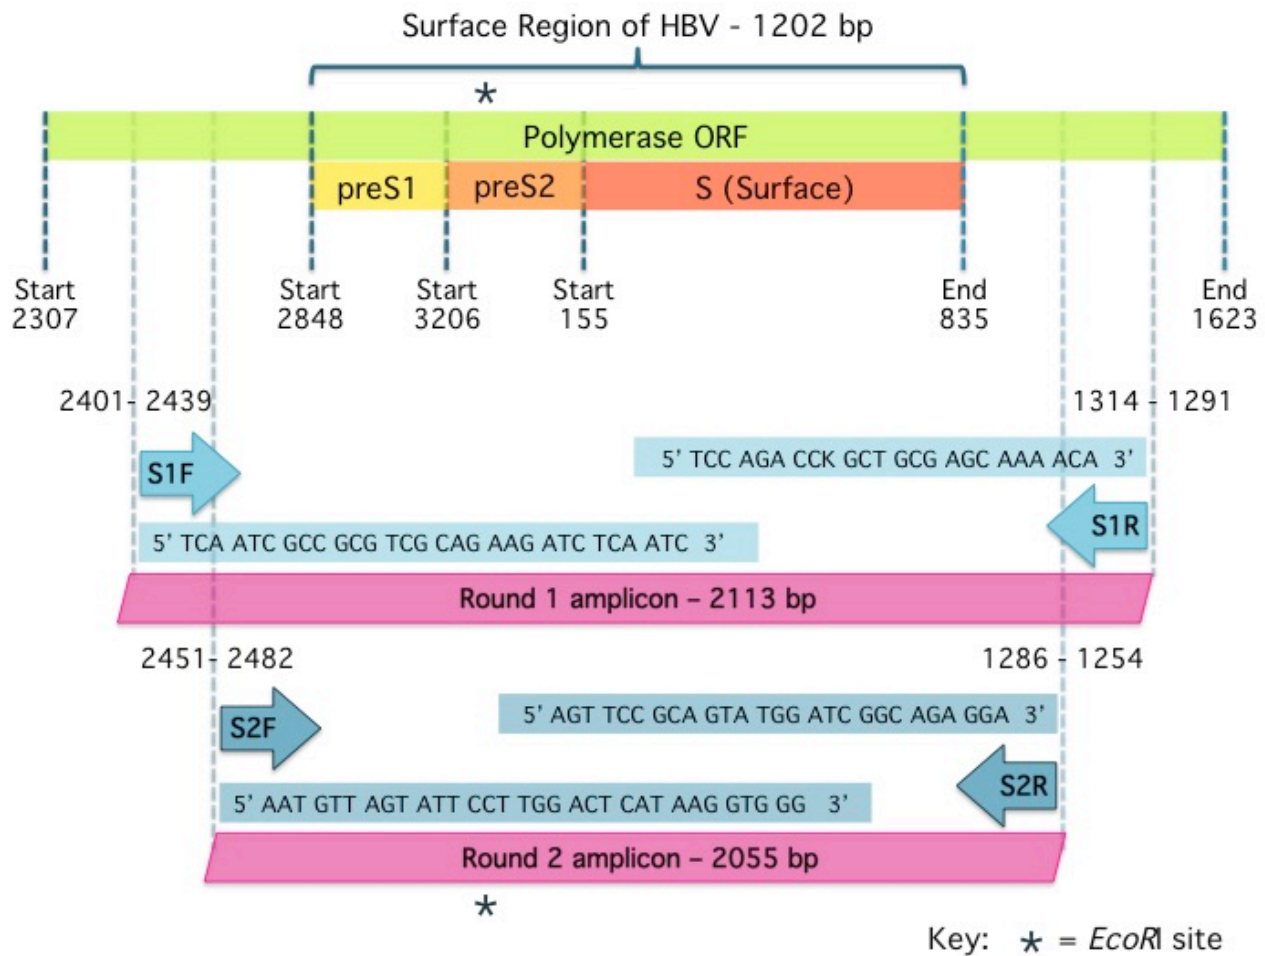 Surface Region of HBV - 1202 bp
*
Polymerase ORF
preS1 preS2 S (Surface)
Start Start Start Start End End
2307 2848 3206 155 835 1623
2401- 2439 1314 - 1291
5' TCC AGA CCK GCT GCG AGC AAA ACA 3'
S1F
S1R
5' TCA ATC GCC GCG TCG CAG AAG ATC TCA ATC 3'
Round 1 amplicon – 2113 bp
2451- 2482 1286 - 1254
5' AGT TCC GCA GTA TGG ATC GGC AGA GGA 3'
S2F
S2R
5' AAT GTT AGT ATT CCT TGG ACT CAT AAG GTG GG 3'
Round 2 amplicon – 2055 bp
*
Key: * = EcoRI site